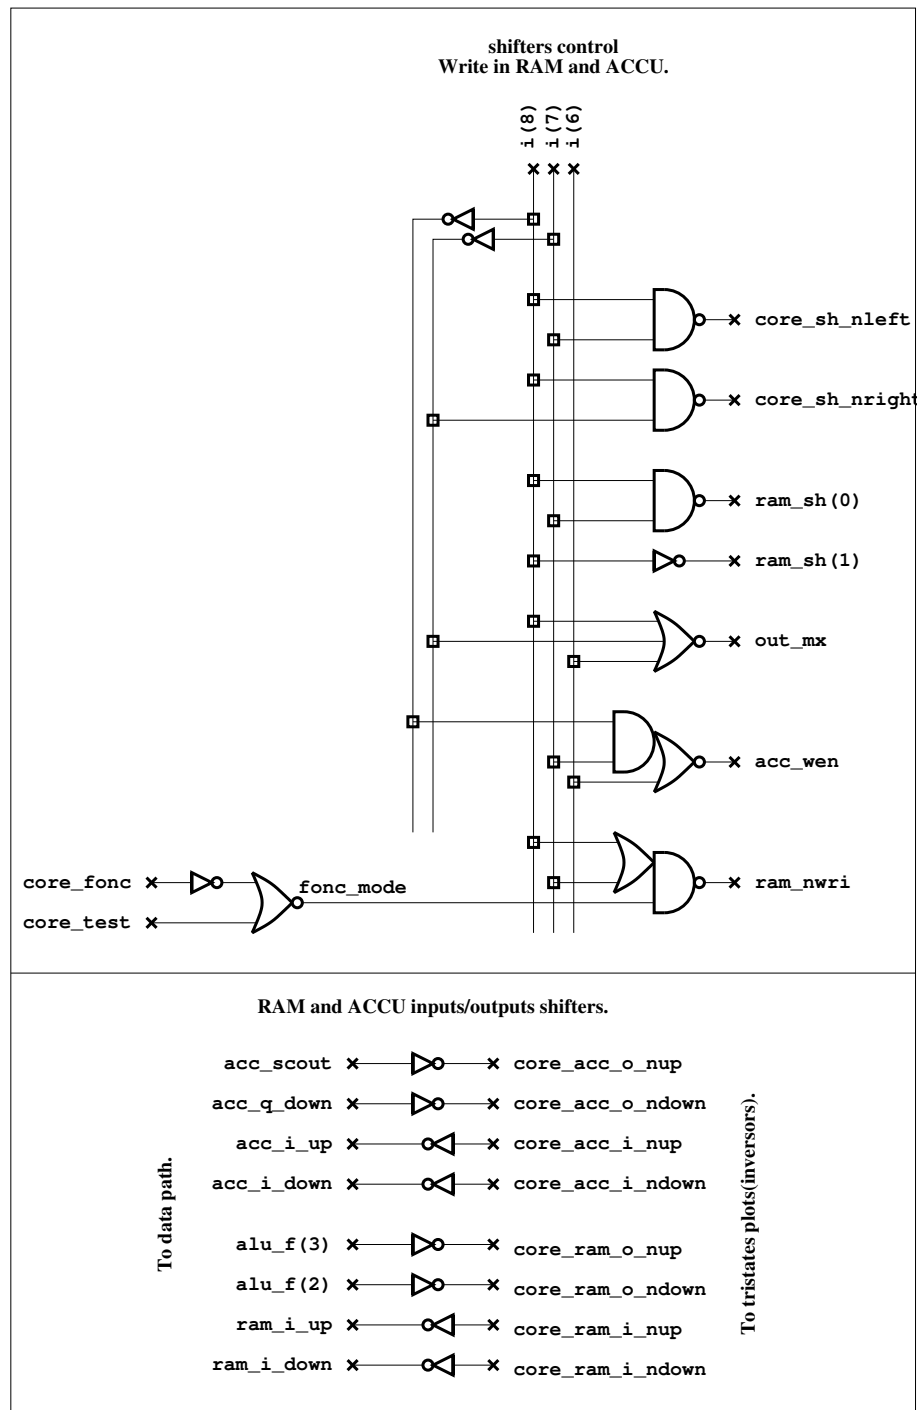 shifters control
Write in RAM and ACCU.
i(8)
i(7)
i(6)
core_sh_nleft
core_sh_nright
ram_sh(0)
ram_sh(1)
out_mx
acc_wen
core_fonc
fonc_mode
ram_nwri
core_test
RAM and ACCU inputs/outputs shifters.
acc_scout core_acc_o_nup
acc_q_down core_acc_o_ndown
acc_i_up core_acc_i_nup
acc_i_down core_acc_i_ndown
alu_f(3) core_ram_o_nup
alu_f(2) core_ram_o_ndown
ram_i_up core_ram_i_nup
ram_i_down core_ram_i_ndown
To data path.
To tristates plots(inversors).